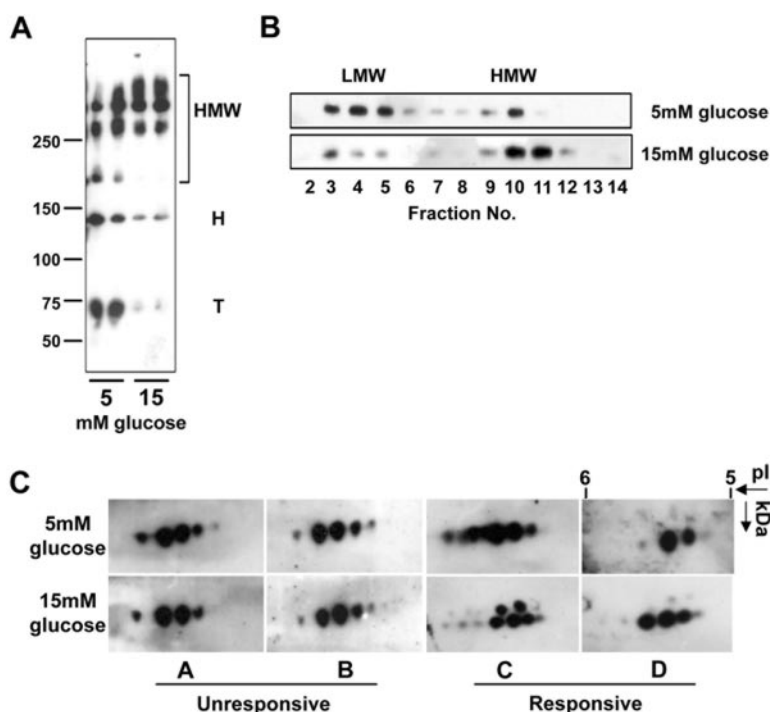 A
250
150
100
75
50
HMW
H
T
5 15
mM glucose
B
LMW HMW
5mM glucose
15mM glucose
2 3 4 5 6 7 8 9 10 11 12 13 14
Fraction No.
C
6 5 pI
kDa
5mM
glucose
15mM
glucose
A B C D
Unresponsive Responsive